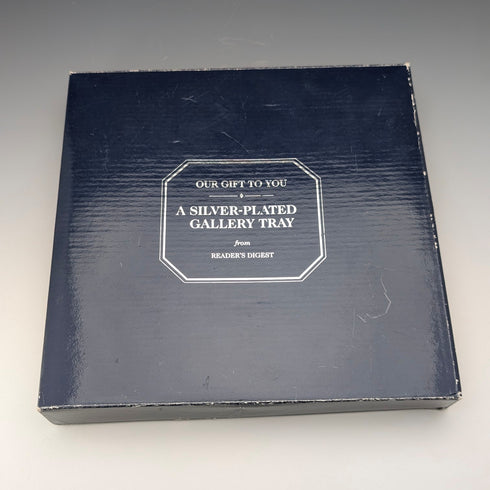 OUR GIFT TO YOU
A SILVER-PLATED
GALLERY TRAY
from
READER'S DIGEST